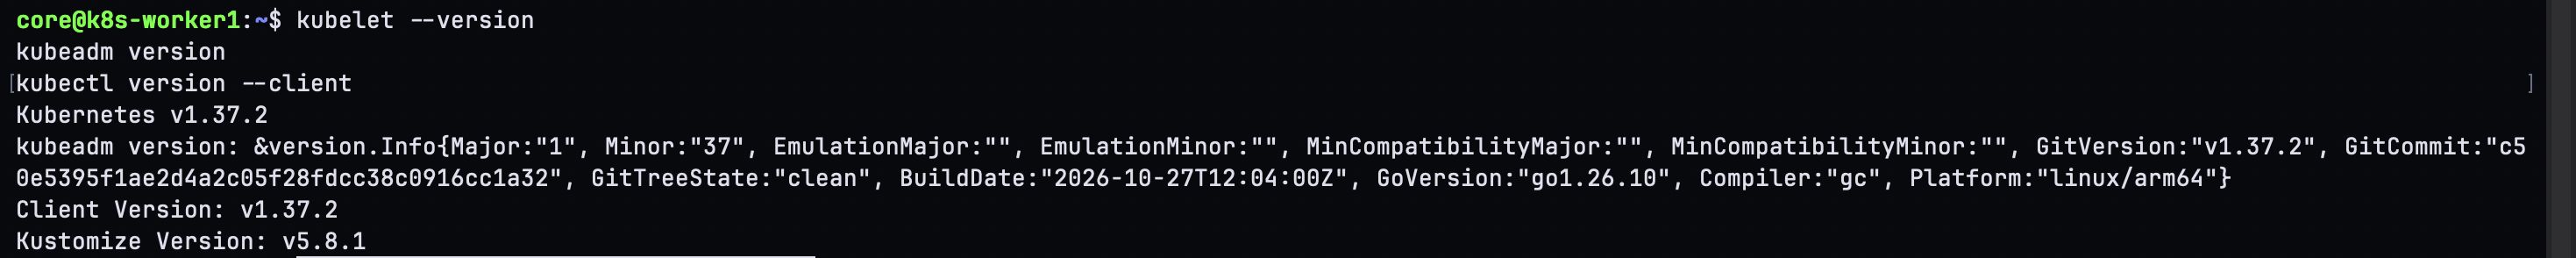 core@k8s-worker1:~$ kubelet --version
kubeadm version
[kubectl version --client ]
Kubernetes v1.37.2
kubeadm version: &version.Info{Major:"1", Minor:"37", EmulationMajor:"", EmulationMinor:"", MinCompatibilityMajor:"", MinCompatibilityMinor:"", GitVersion:"v1.37.2", GitCommit:"c5
0e5395f1ae2d4a2c05f28fdcc38c0916cc1a32", GitTreeState:"clean", BuildDate:"2026-10-27T12:04:00Z", GoVersion:"go1.26.10", Compiler:"gc", Platform:"linux/arm64"}
Client Version: v1.37.2
Kustomize Version: v5.8.1